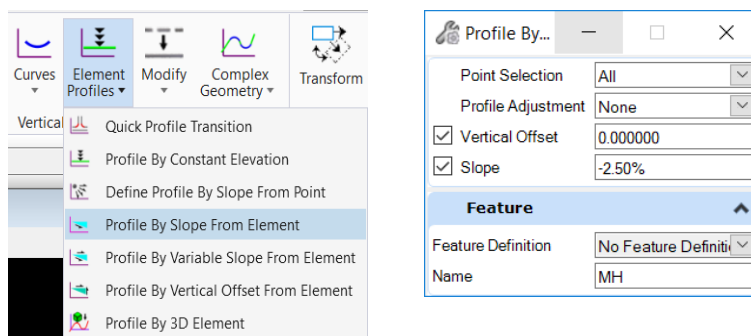 Curves
Element
Profiles
Modify
Complex
Geometry
Transform
Vertica
Quick Profile Transition
Profile By Constant Elevation
Define Profile By Slope From Point
Profile By Slope From Element
Profile By Variable Slope From Element
Profile By Vertical Offset From Element
Profile By 3D Element
Profile By...
Point Selection All
Profile Adjustment None
Vertical Offset 0.000000
Slope -2.50%
Feature
Feature Definition No Feature Definiti
Name MH